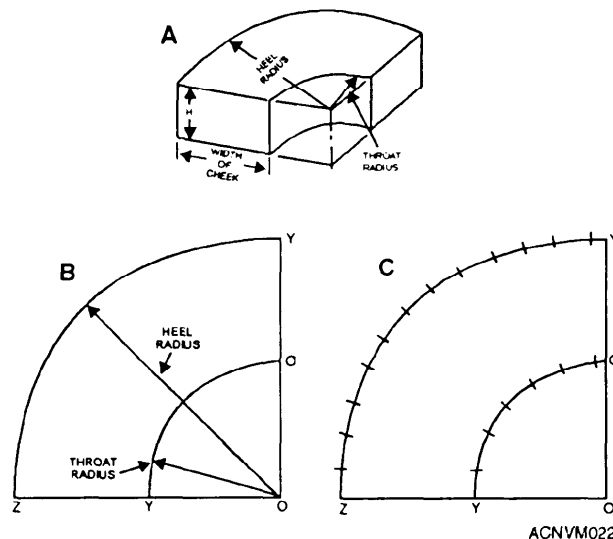 A
HEEL
RADIUS
H
WIDTH
OF
CHEEK
THROAT
RADIUS
B
Y
HEEL
RADIUS
O
THROAT
RADIUS
Z Y O
C
Y
O
Z Y O
ACNVM022